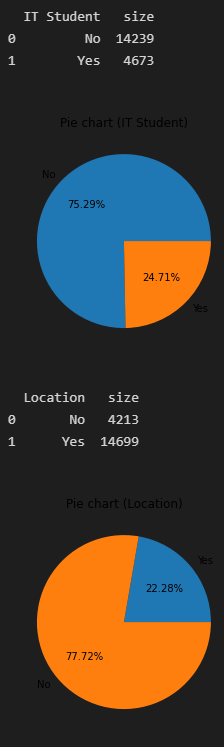 IT Student size
0 No 14239
1 Yes 4673
Pie chart (IT Student)
No
75.29%
24.71%
Yes
Location size
0 No 4213
1 Yes 14699
Pie chart (Location)
Yes
22.28%
77.72%
No